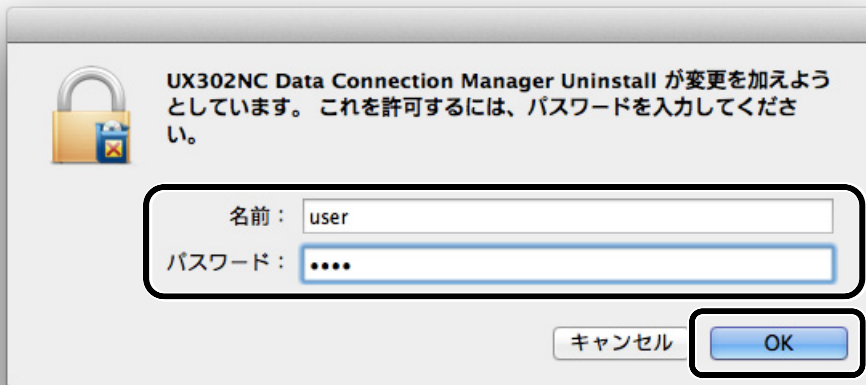 UX302NC Data Connection Manager Uninstall が変更を加えよう
としています。 これを許可するには、パスワードを入力してくださ
い。
名前： user
パスワード： ••••
キャンセル OK